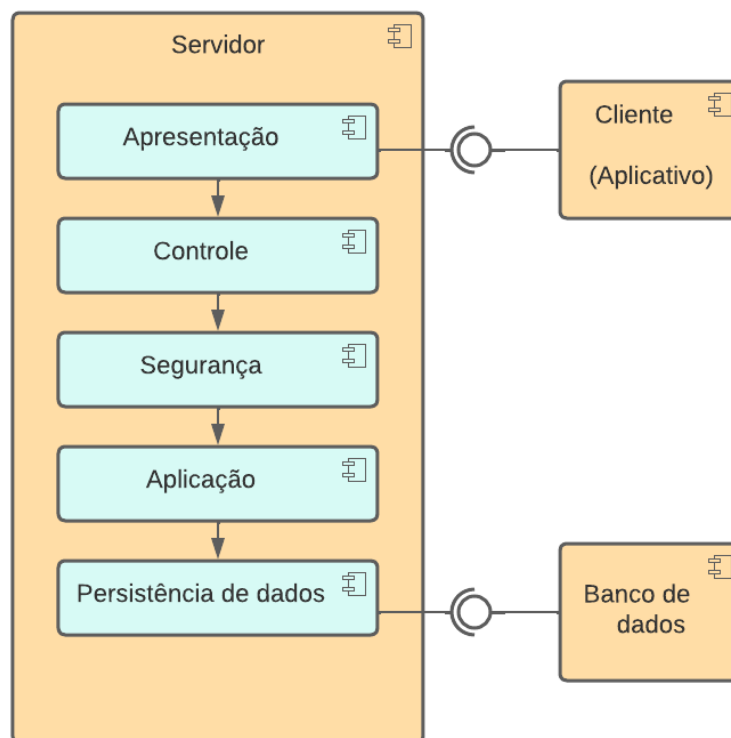 Servidor
Apresentação
Controle
Segurança
Aplicação
Persistência de dados
Cliente
(Aplicativo)
Banco de
dados